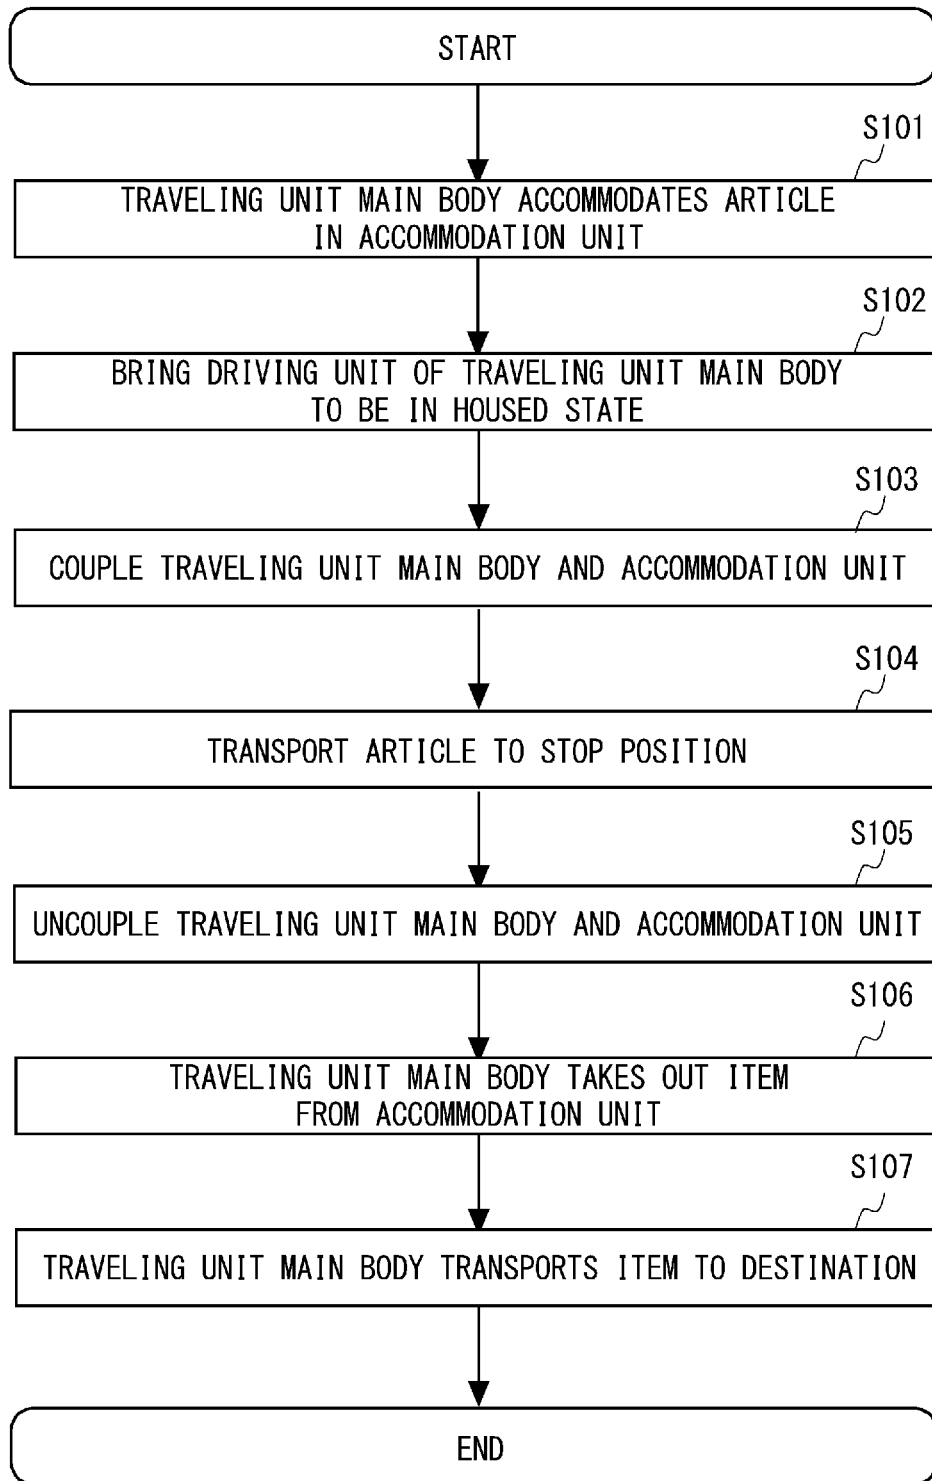 START
S101
TRAVELING UNIT MAIN BODY ACCOMMODATES ARTICLE
IN ACCOMMODATION UNIT
S102
BRING DRIVING UNIT OF TRAVELING UNIT MAIN BODY
TO BE IN HOUSED STATE
S103
COUPLE TRAVELING UNIT MAIN BODY AND ACCOMMODATION UNIT
S104
TRANSPORT ARTICLE TO STOP POSITION
S105
UNCOUPLE TRAVELING UNIT MAIN BODY AND ACCOMMODATION UNIT
S106
TRAVELING UNIT MAIN BODY TAKES OUT ITEM
FROM ACCOMMODATION UNIT
S107
TRAVELING UNIT MAIN BODY TRANSPORTS ITEM TO DESTINATION
END